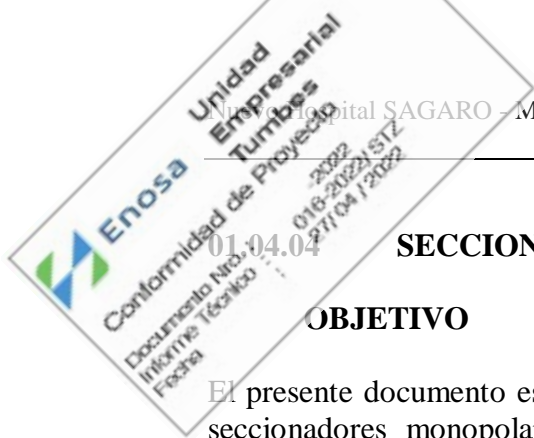 Unidad
Empresarial
Tumbes
Enosa
Conformidad de Proyecto
Documento Nro. : -2022
Informe Técnico : 016-2022/ STZ
Fecha : 27/ 04 / 2022
Nuevo Hospital SAGARO - M
01.04.04 SECCION
OBJETIVO
El presente documento es
seccionadores monopola